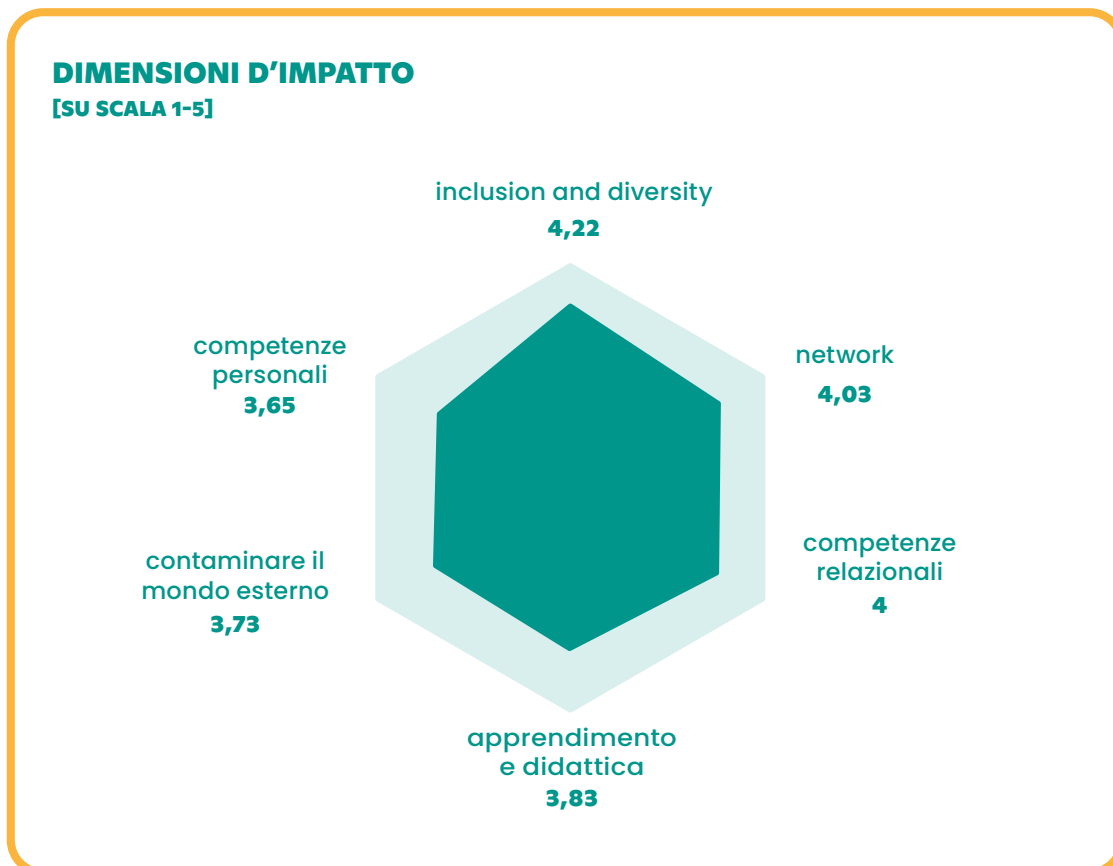 DIMENSIONI D'IMPATTO
[SU SCALA 1-5]
inclusion and diversity
4,22
network
4,03
competenze
relazionali
4
apprendimento
e didattica
3,83
contaminare il
mondo esterno
3,73
competenze
personali
3,65